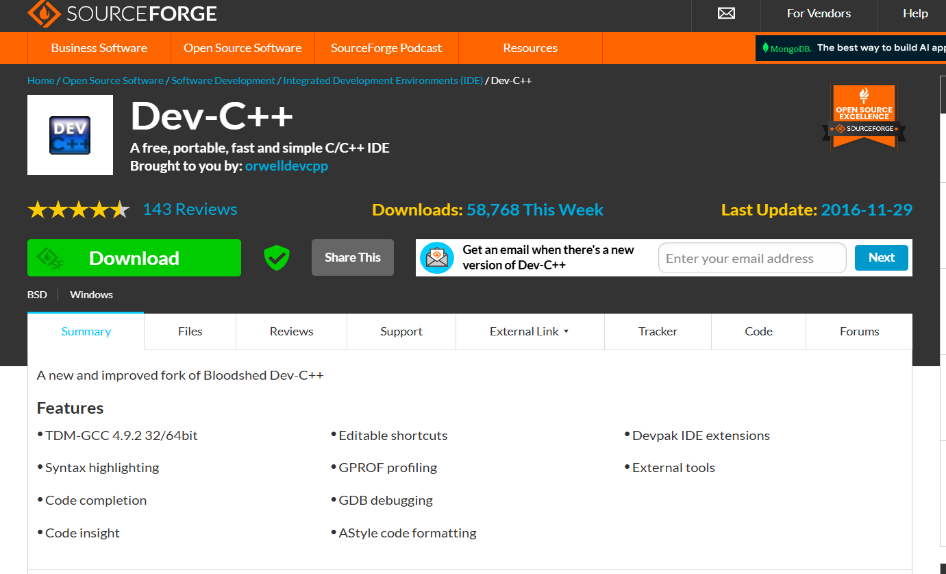 SOURCEFORGE
For Vendors Help
Business Software Open Source Software SourceForge Podcast Resources
MongoDB. The best way to build AI app
Home / Open Source Software / Software Development / Integrated Development Environments (IDE) / Dev-C++
DEV
C++
Dev-C++
A free, portable, fast and simple C/C++ IDE
Brought to you by: orwelldevcpp
OPEN SOURCE
EXCELLENCE
SOURCEFORGE
143 Reviews Downloads: 58,768 This Week Last Update: 2016-11-29
SF Download Share This
Get an email when there's a new
version of Dev-C++
Enter your email address Next
BSD Windows
Summary Files Reviews Support External Link Tracker Code Forums
A new and improved fork of Bloodshed Dev-C++
Features
•TDM-GCC 4.9.2 32/64bit •Editable shortcuts •Devpak IDE extensions
•Syntax highlighting •GPROF profiling •External tools
•Code completion •GDB debugging
•Code insight •AStyle code formatting